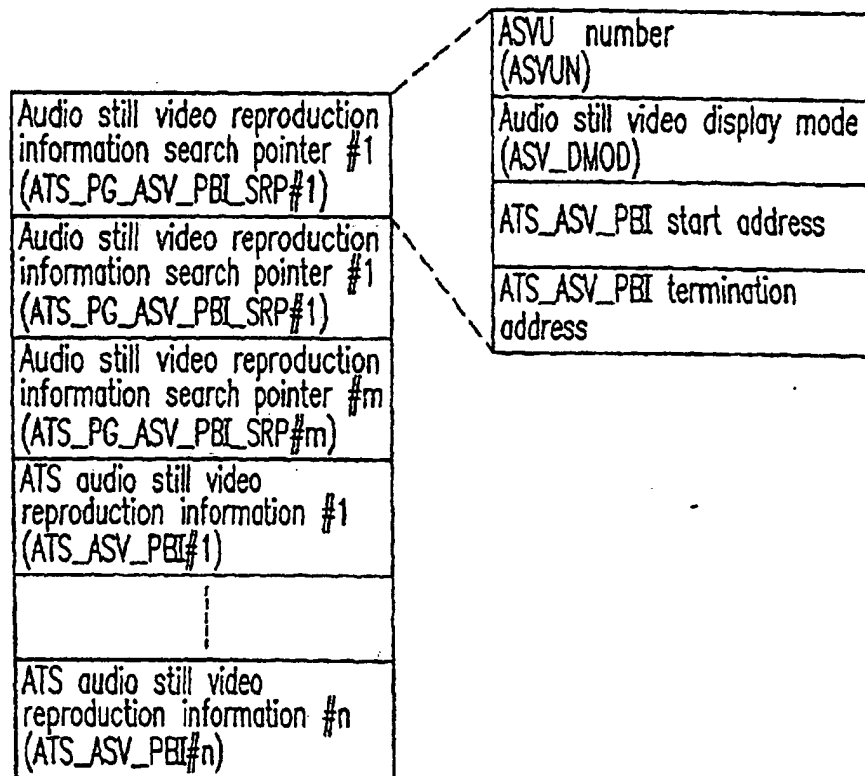 Audio still video reproduction
information search pointer #1
(ATS_PG_ASV_PBI_SRP#1)
Audio still video reproduction
information search pointer #1
(ATS_PG_ASV_PBI_SRP#1)
Audio still video reproduction
information search pointer #m
(ATS_PG_ASV_PBI_SRP#m)
ATS audio still video
reproduction information #1
(ATS_ASV_PBI#1)
ATS audio still video
reproduction information #n
(ATS_ASV_PBI#n)
ASVU number
(ASVUN)
Audio still video display mode
(ASV_DMOD)
ATS_ASV_PBI start address
ATS_ASV_PBI termination
address